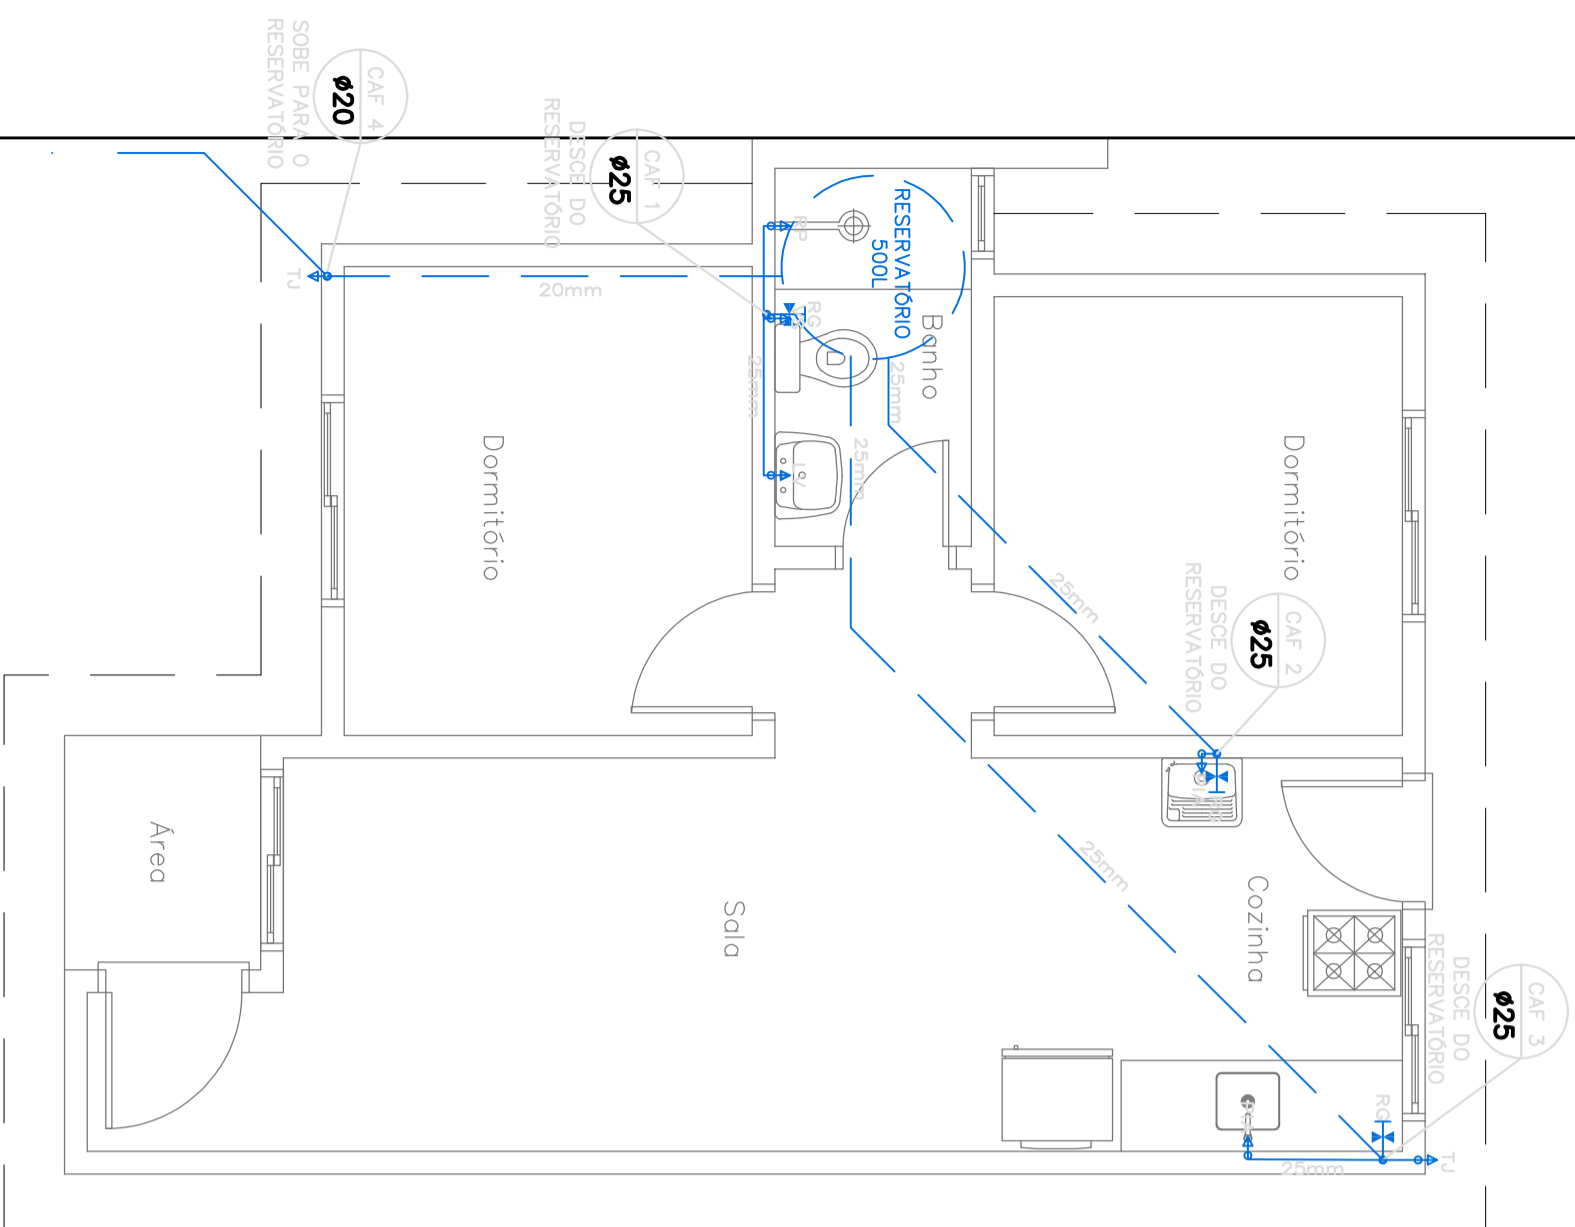 SOBE PARA O
RESERVATÓRIO
CAF 4
ø20
TJ
20mm
DESCE DO
RESERVATÓRIO
CAF 1
ø25
RP
RESERVATÓRIO
500L
RG
25mm
Banho
25mm
25mm
LV
Dormitório
Dormitório
25mm
DESCE DO
RESERVATÓRIO
CAF 2
ø25
25mm
Área
Sala
Cozinha
DESCE DO
RESERVATÓRIO
CAF 3
ø25
RG
25mm
TJ